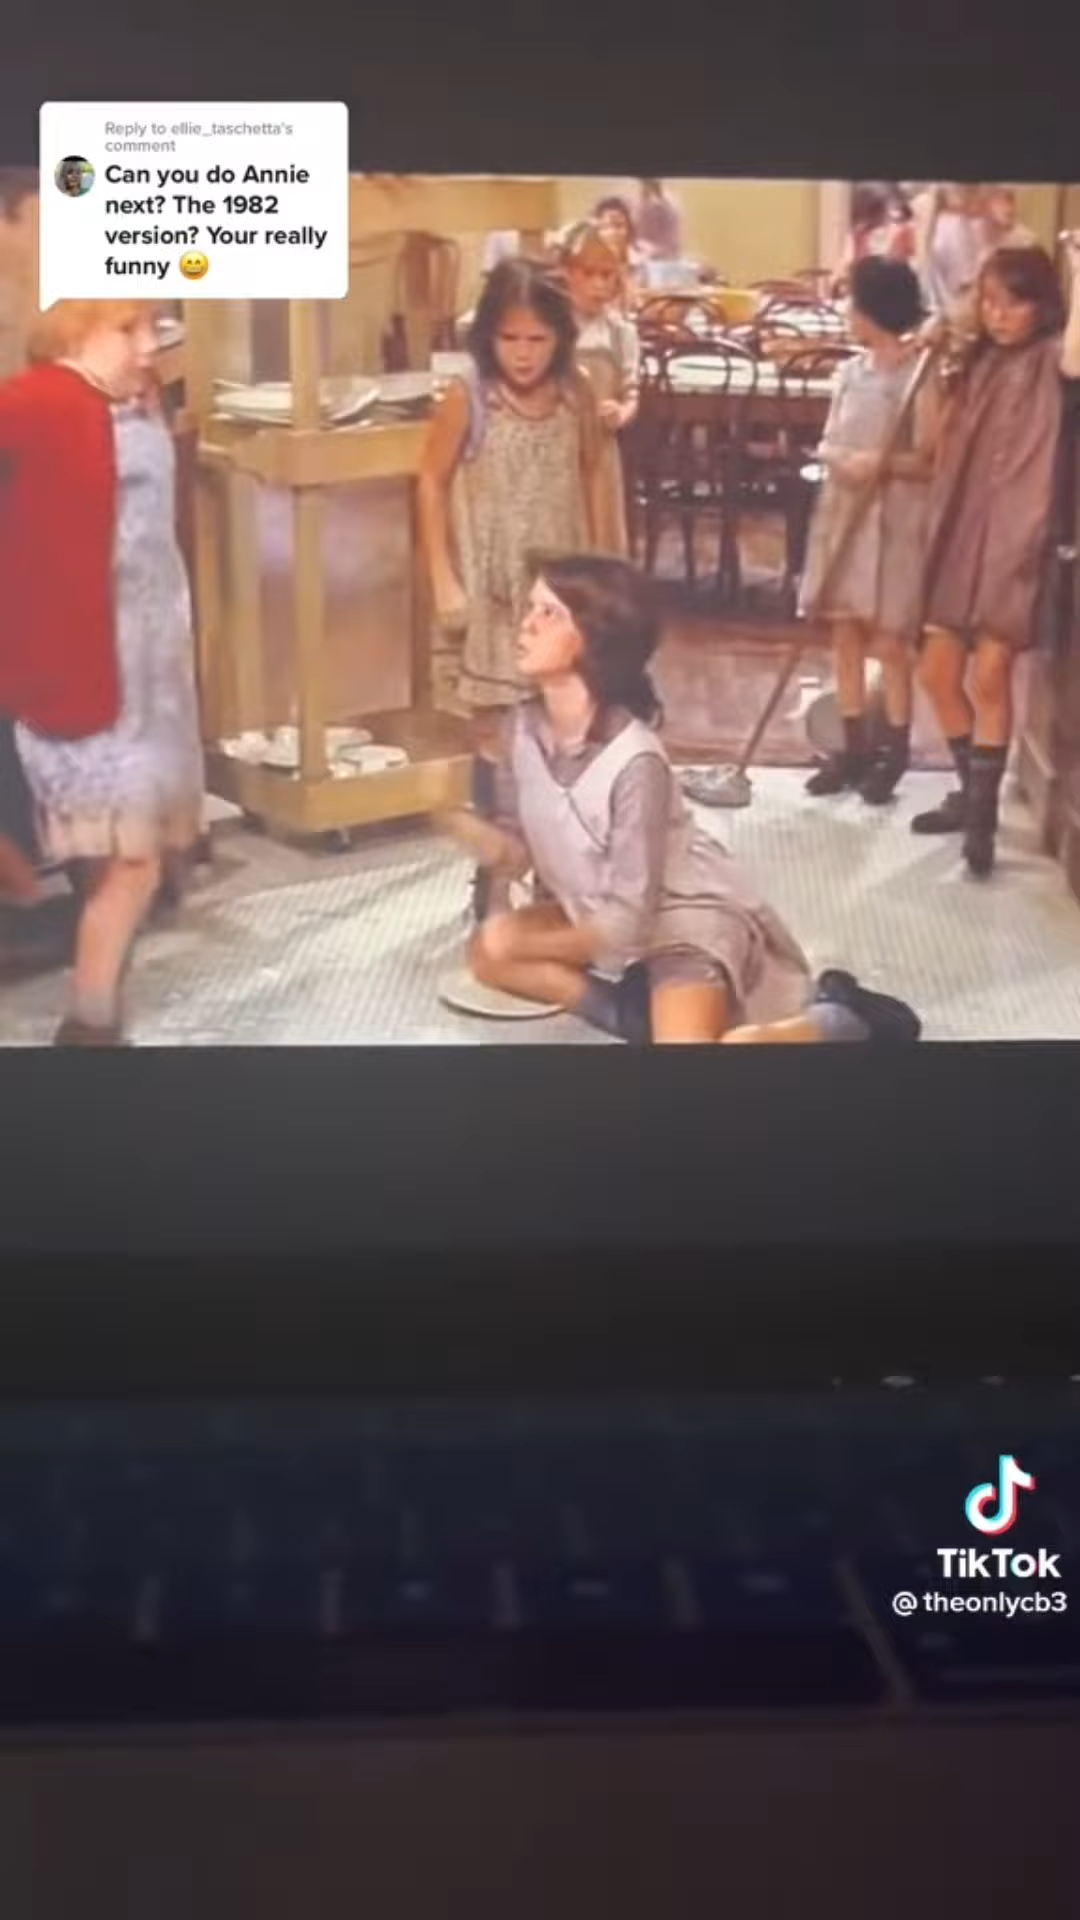 Reply to ellie_taschetta's
comment
Can you do Annie
next? The 1982
version? Your really
funny 😄
TikTok
@theonlycb3